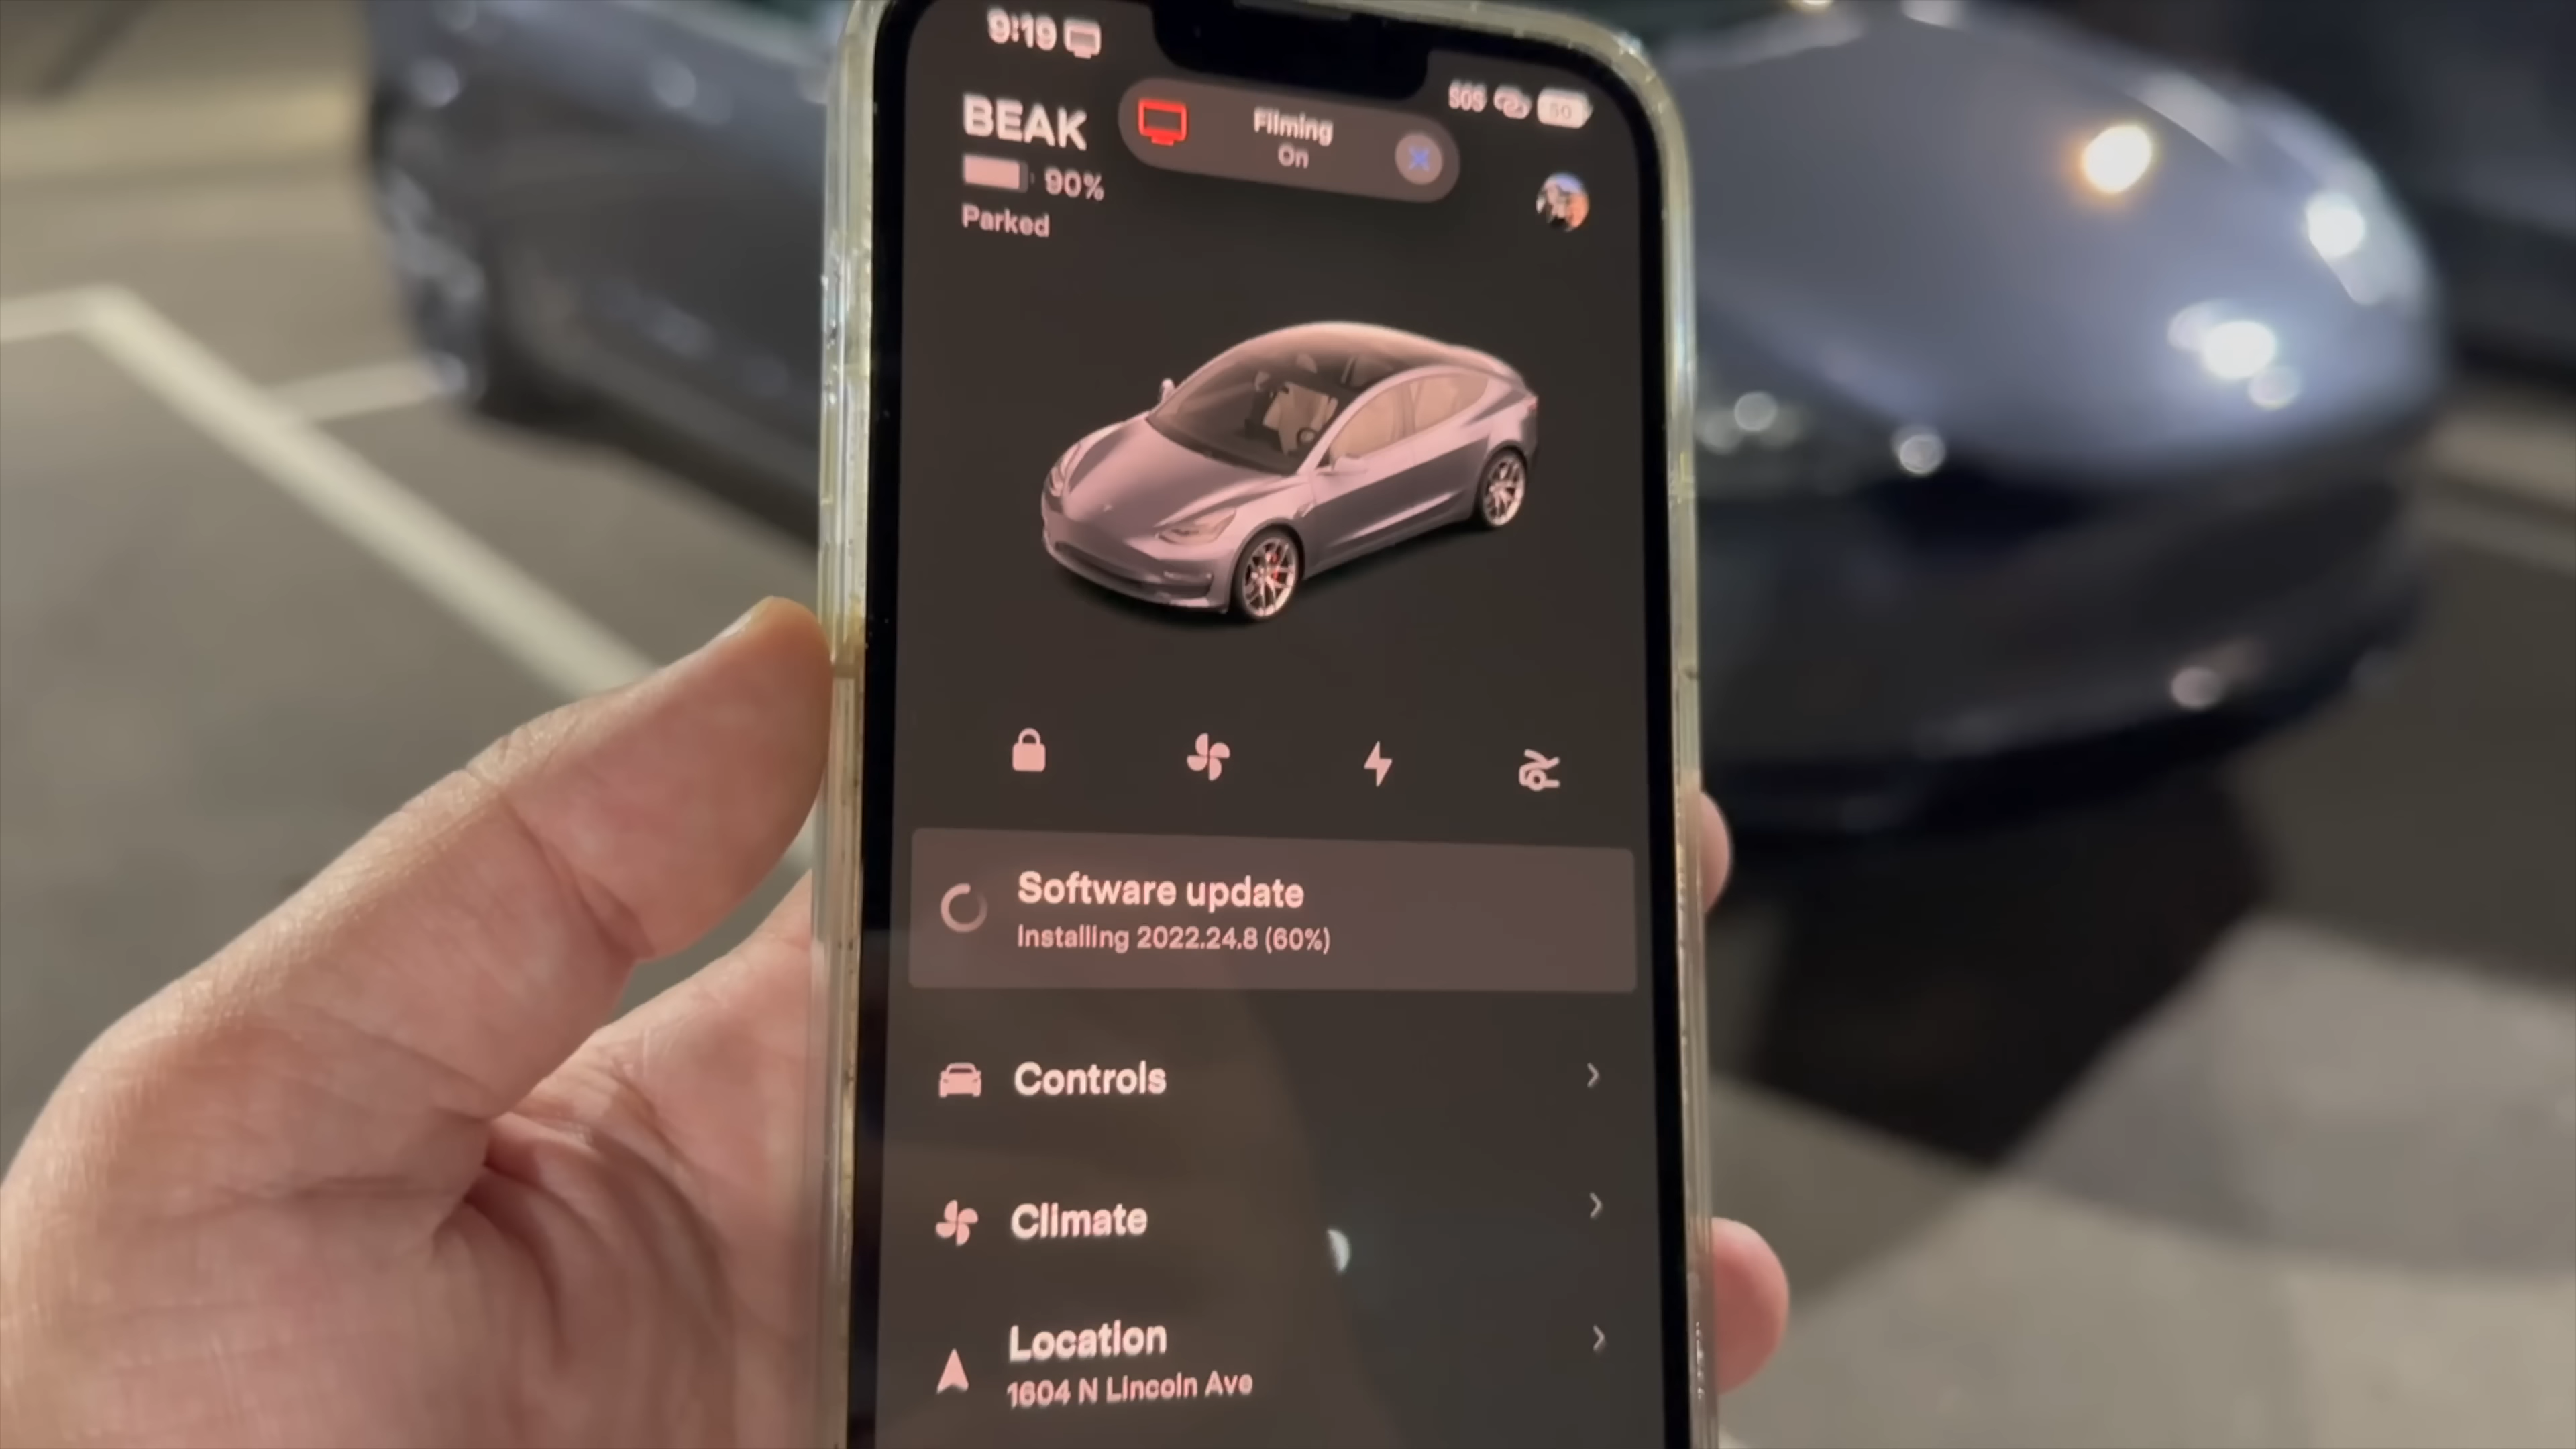 9:19
SOS
50
BEAK
Filming
On
90%
Parked
Software update
Installing 2022.24.8 (60%)
Controls
Climate
Location
1604 N Lincoln Ave